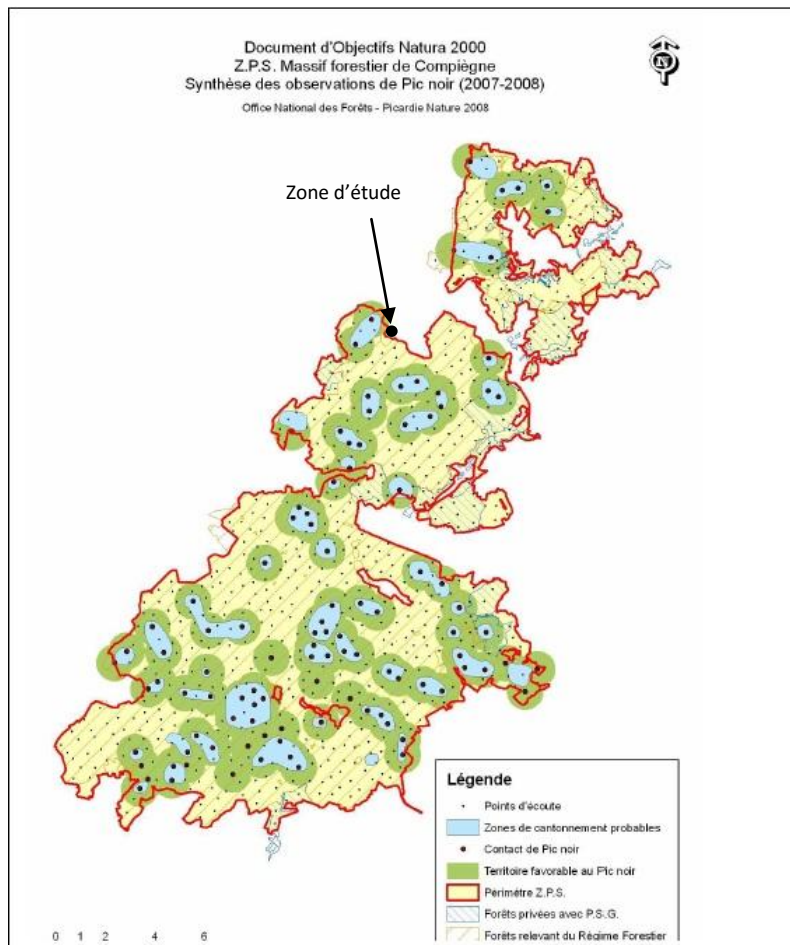 Document d'Objectifs Natura 2000
Z.P.S. Massif forestier de Compiègne
Synthèse des observations de Pic noir (2007-2008)
Office National des Forêts - Picardie Nature 2008
N
Zone d'étude
Légende
Points d'écoute
Zones de cantonnement probables
Contact de Pic noir
Territoire favorable au Pic noir
Périmètre Z.P.S.
Forêts privées avec P.S.G.
Forêts relevant du Régime Forestier
0 1 2 4 6